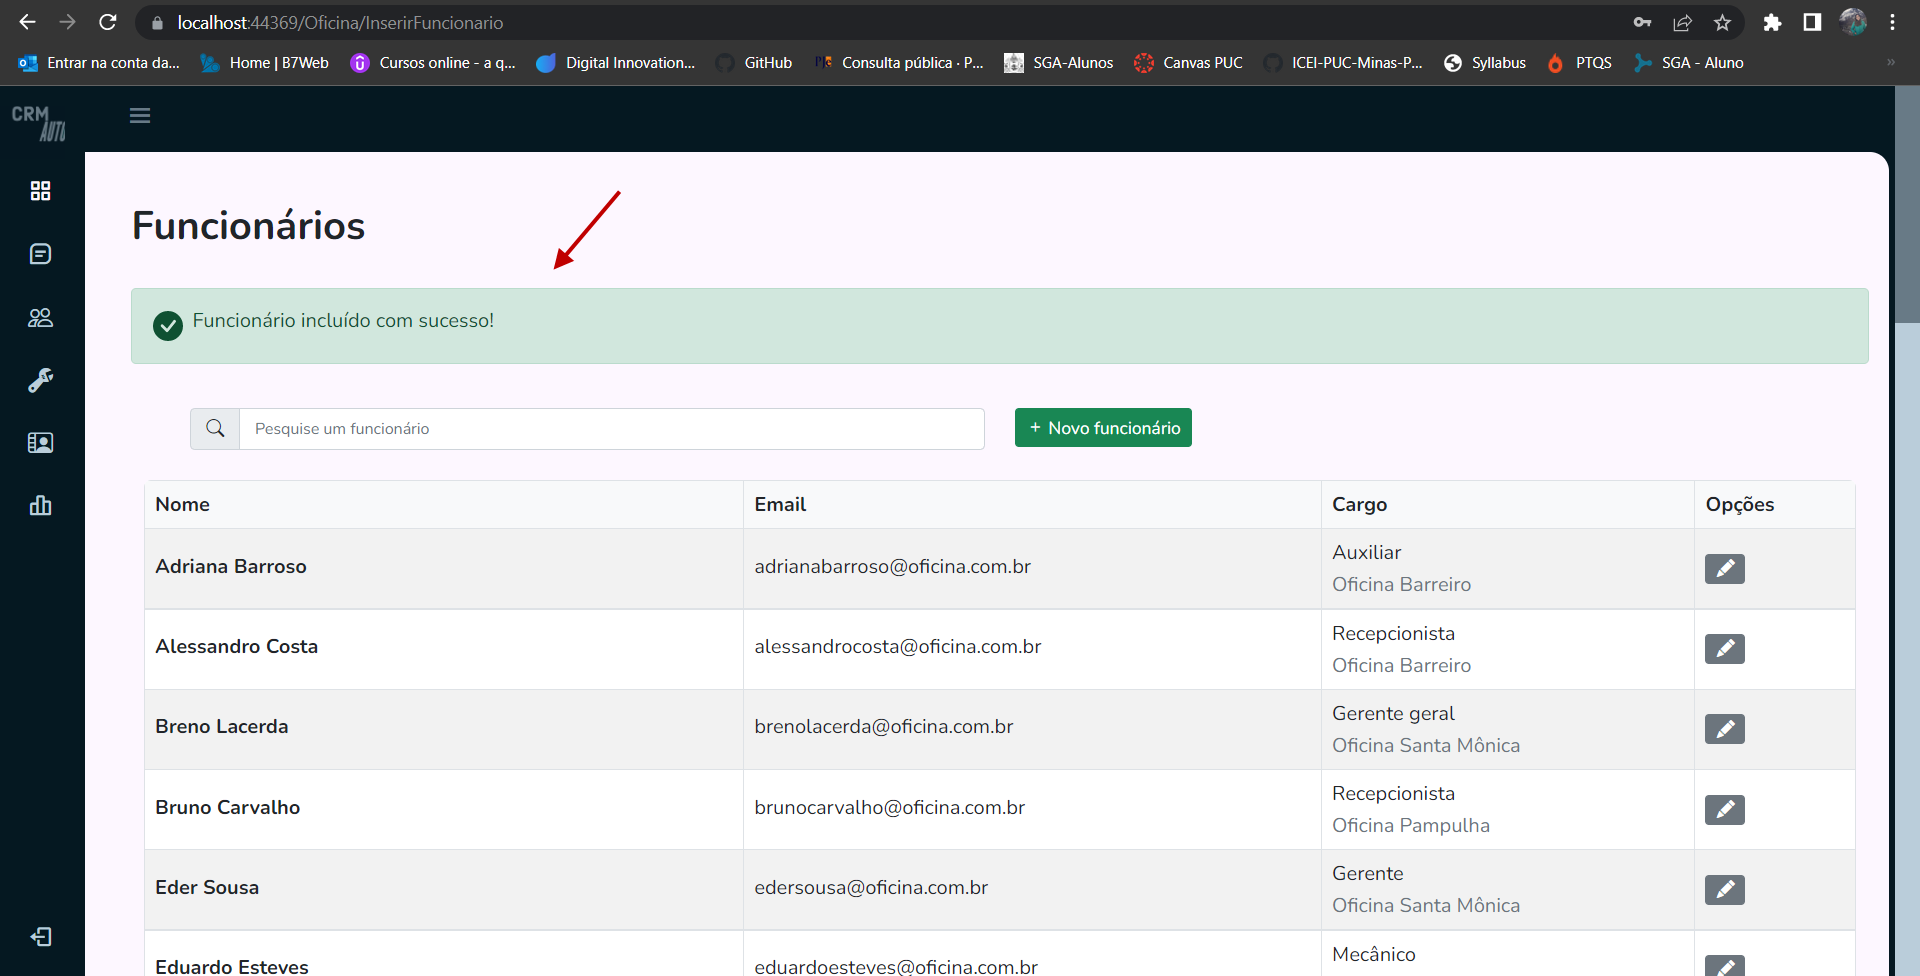 localhost:44369/Oficina/InserirFuncionario
Entrar na conta da... Home | B7Web Cursos online - a q... Digital Innovation... GitHub Consulta pública · P... SGA-Alunos Canvas PUC ICEI-PUC-Minas-P... Syllabus PTQS SGA - Aluno »
CRM
AUTO
Funcionários
Funcionário incluído com sucesso!
Pesquise um funcionário + Novo funcionário
Nome Email Cargo Opções
Adriana Barroso adrianabarroso@oficina.com.br Auxiliar
Oficina Barreiro
Alessandro Costa alessandrocosta@oficina.com.br Recepcionista
Oficina Barreiro
Breno Lacerda brenolacerda@oficina.com.br Gerente geral
Oficina Santa Mônica
Bruno Carvalho brunocarvalho@oficina.com.br Recepcionista
Oficina Pampulha
Eder Sousa edersousa@oficina.com.br Gerente
Oficina Santa Mônica
Eduardo Esteves eduardoesteves@oficina.com.br Mecânico